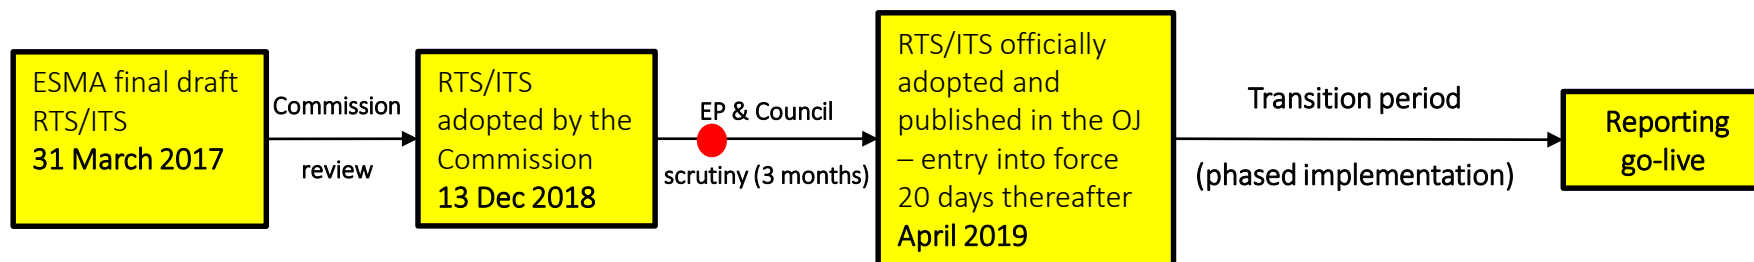 ESMA final draft
RTS/ITS
31 March 2017
Commission
review
RTS/ITS
adopted by the
Commission
13 Dec 2018
EP & Council
scrutiny (3 months)
RTS/ITS officially
adopted and
published in the OJ
– entry into force
20 days thereafter
April 2019
Transition period
(phased implementation)
Reporting
go-live